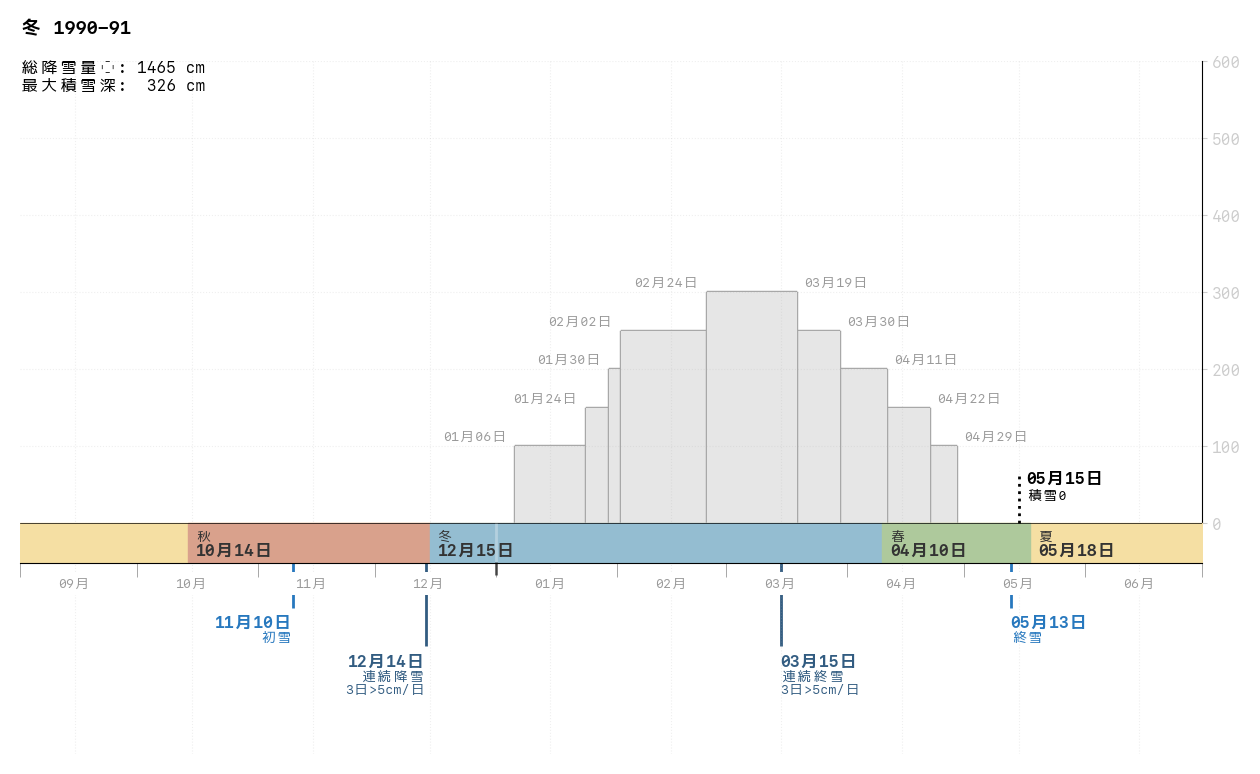 冬 1990–91
総降雪量: 1465 cm
最大積雪深: 326 cm
600
500
400
300
200
100
0
02月24日
03月19日
02月02日
03月30日
01月30日
04月11日
01月24日
04月22日
01月06日
04月29日
05月15日
積雪0
秋
10月14日
冬
12月15日
春
04月10日
夏
05月18日
09月
10月
11月
12月
01月
02月
03月
04月
05月
06月
11月10日
初雪
05月13日
終雪
12月14日
連続降雪
3日>5cm/日
03月15日
連続終雪
3日>5cm/日